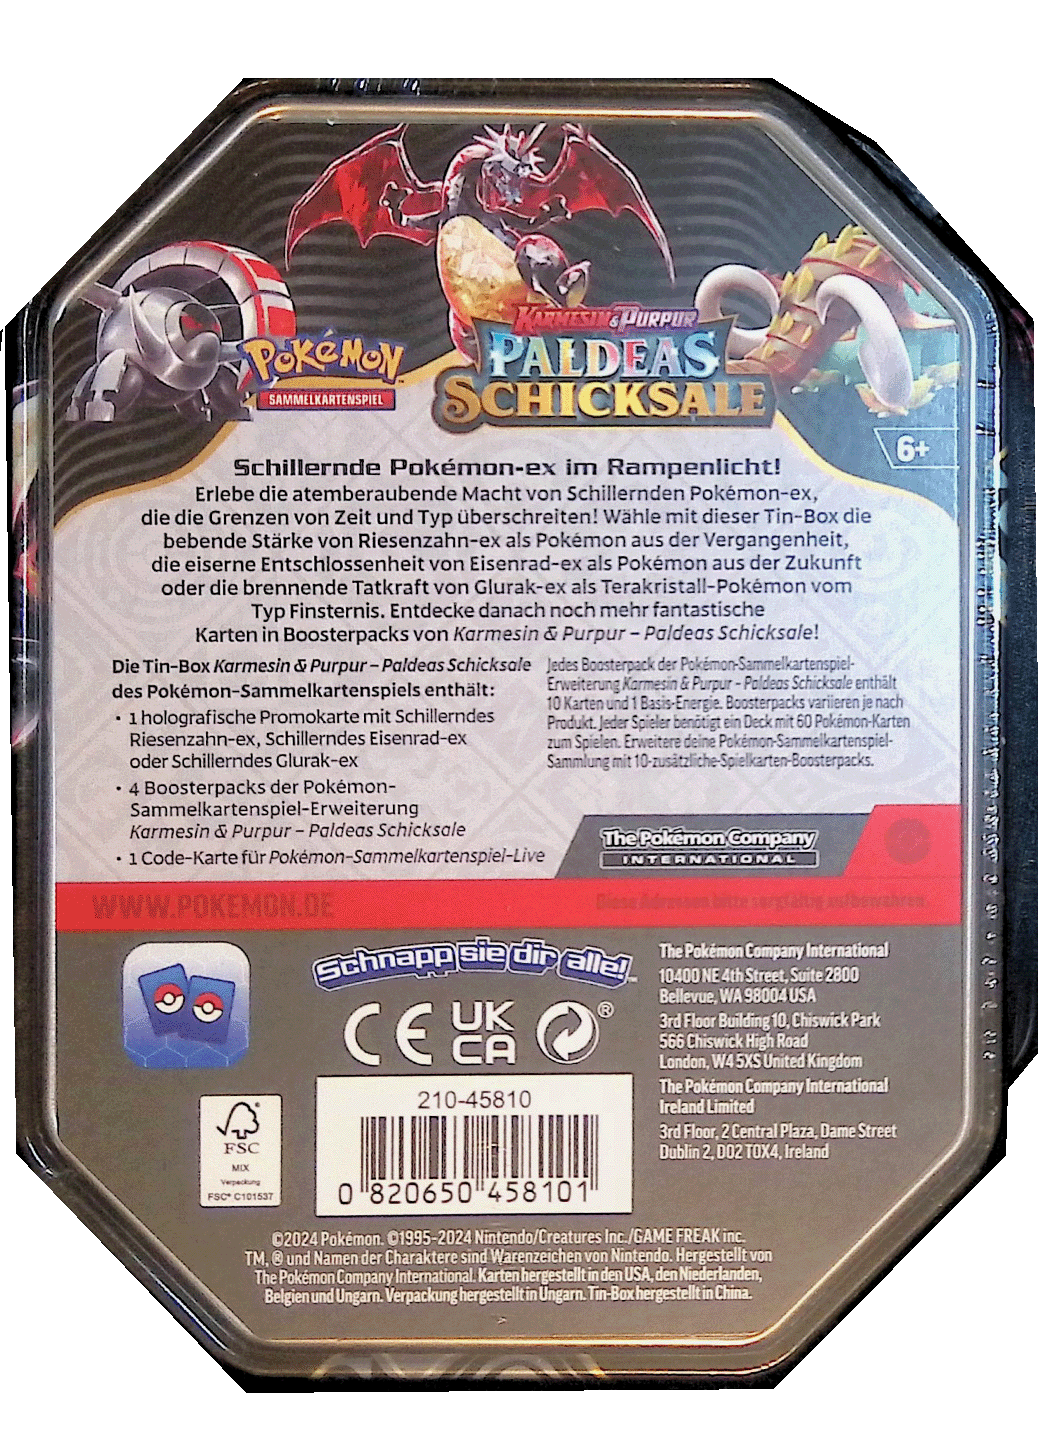 KARMESIN & PURPUR
PALDEAS
SCHICKSALE
POKÉMON
SAMMELKARTENSPIEL
6+
Schillernde Pokémon-ex im Rampenlicht!
Erlebe die atemberaubende Macht von Schillernden Pokémon-ex,
die die Grenzen von Zeit und Typ überschreiten! Wähle mit dieser Tin-Box die
bebende Stärke von Riesenzahn-ex als Pokémon aus der Vergangenheit,
die eiserne Entschlossenheit von Eisenrad-ex als Pokémon aus der Zukunft
oder die brennende Tatkraft von Glurak-ex als Terakristall-Pokémon vom
Typ Finsternis. Entdecke danach noch mehr fantastische
Karten in Boosterpacks von Karmesin & Purpur – Paldeas Schicksale!
Die Tin-Box Karmesin & Purpur – Paldeas Schicksale
des Pokémon-Sammelkartenspiels enthält:
• 1 holografische Promokarte mit Schillerndes
Riesenzahn-ex, Schillerndes Eisenrad-ex
oder Schillerndes Glurak-ex
• 4 Boosterpacks der Pokémon-
Sammelkartenspiel-Erweiterung
Karmesin & Purpur – Paldeas Schicksale
• 1 Code-Karte für Pokémon-Sammelkartenspiel-Live
Jedes Boosterpack der Pokémon-Sammelkartenspiel-
Erweiterung Karmesin & Purpur – Paldeas Schicksale enthält
10 Karten und 1 Basis-Energie. Boosterpacks variieren je nach
Produkt. Jeder Spieler benötigt ein Deck mit 60 Pokémon-Karten
zum Spielen. Erweitere deine Pokémon-Sammelkartenspiel-
Sammlung mit 10-zusätzliche-Spielkarten-Boosterpacks.
The Pokémon Company
INTERNATIONAL
WWW.POKEMON.DE
Diese Adressen bitte sorgfältig aufbewahren.
Schnapp sie dir alle!™
CE UK
CA ®
210-45810
0 820650 458101
FSC
MIX
Verpackung
FSC® C101537
The Pokémon Company International
10400 NE 4th Street, Suite 2800
Bellevue, WA 98004 USA
3rd Floor Building 10, Chiswick Park
566 Chiswick High Road
London, W4 5XS United Kingdom
The Pokémon Company International
Ireland Limited
3rd Floor, 2 Central Plaza, Dame Street
Dublin 2, D02 T0X4, Ireland
©2024 Pokémon. ©1995–2024 Nintendo/Creatures Inc./GAME FREAK inc.
TM, ® und Namen der Charaktere sind Warenzeichen von Nintendo. Hergestellt von
The Pokémon Company International. Karten hergestellt in den USA, den Niederlanden,
Belgien und Ungarn. Verpackung hergestellt in Ungarn. Tin-Box hergestellt in China.